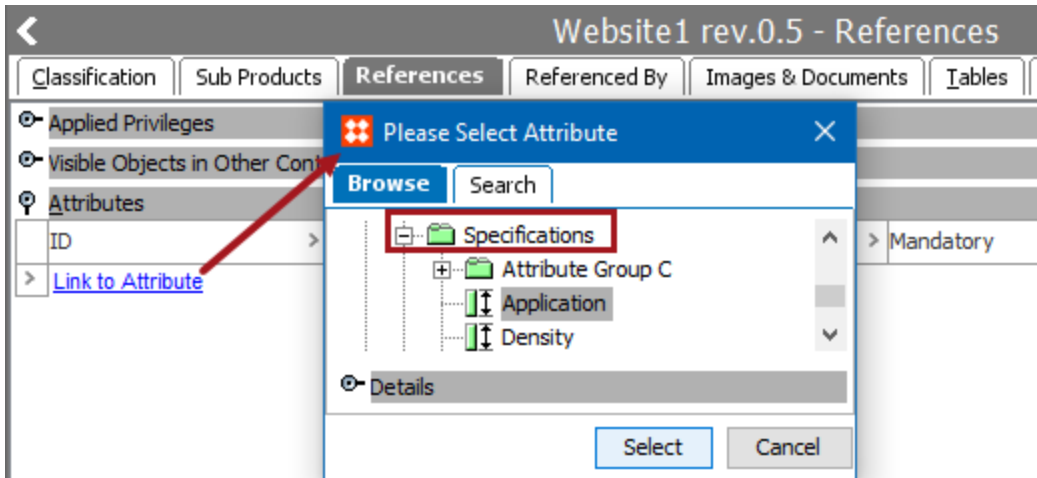 Website1 rev.0.5 - References
Classification Sub Products References Referenced By Images & Documents Tables
Applied Privileges
Visible Objects in Other Cont
Attributes
ID > > Mandatory
> Link to Attribute
Please Select Attribute
Browse Search
Specifications
Attribute Group C
Application
Density
Details
Select Cancel